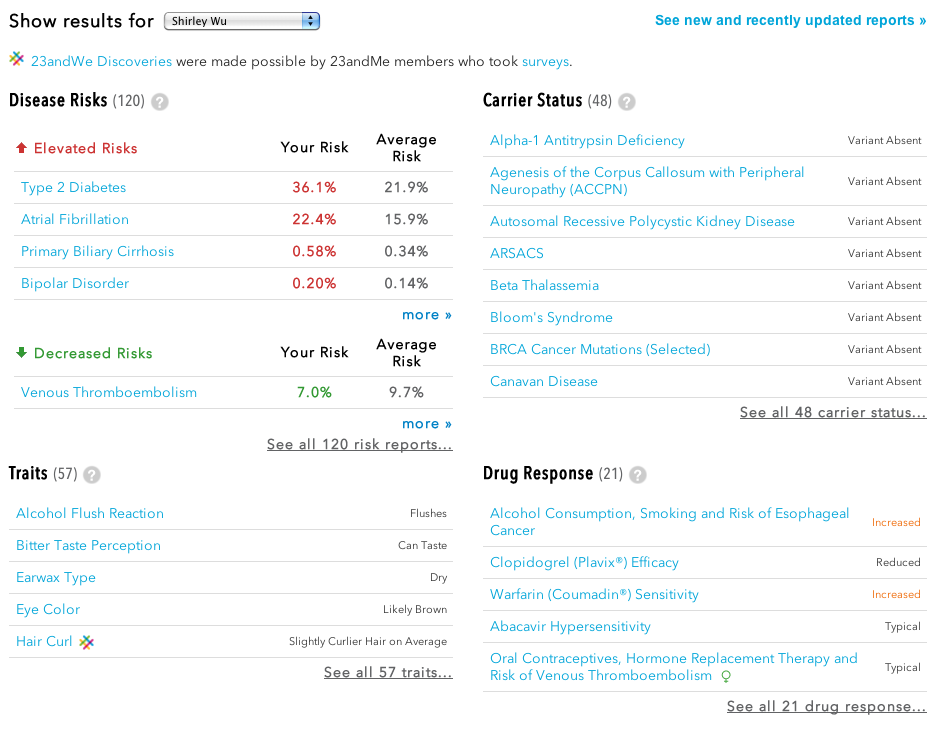 Show results for Shirley Wu
See new and recently updated reports »
23andWe Discoveries were made possible by 23andMe members who took surveys.
Disease Risks (120) ?
Elevated Risks Your Risk Average Risk
Type 2 Diabetes 36.1% 21.9%
Atrial Fibrillation 22.4% 15.9%
Primary Biliary Cirrhosis 0.58% 0.34%
Bipolar Disorder 0.20% 0.14%
more »
Decreased Risks Your Risk Average Risk
Venous Thromboembolism 7.0% 9.7%
more »
See all 120 risk reports...
Carrier Status (48) ?
Alpha-1 Antitrypsin Deficiency Variant Absent
Agenesis of the Corpus Callosum with Peripheral
Neuropathy (ACCPN) Variant Absent
Autosomal Recessive Polycystic Kidney Disease Variant Absent
ARSACS Variant Absent
Beta Thalassemia Variant Absent
Bloom's Syndrome Variant Absent
BRCA Cancer Mutations (Selected) Variant Absent
Canavan Disease Variant Absent
See all 48 carrier status...
Traits (57) ?
Alcohol Flush Reaction Flushes
Bitter Taste Perception Can Taste
Earwax Type Dry
Eye Color Likely Brown
Hair Curl Slightly Curlier Hair on Average
See all 57 traits...
Drug Response (21) ?
Alcohol Consumption, Smoking and Risk of Esophageal
Cancer Increased
Clopidogrel (Plavix®) Efficacy Reduced
Warfarin (Coumadin®) Sensitivity Increased
Abacavir Hypersensitivity Typical
Oral Contraceptives, Hormone Replacement Therapy and
Risk of Venous Thromboembolism ♀ Typical
See all 21 drug response...